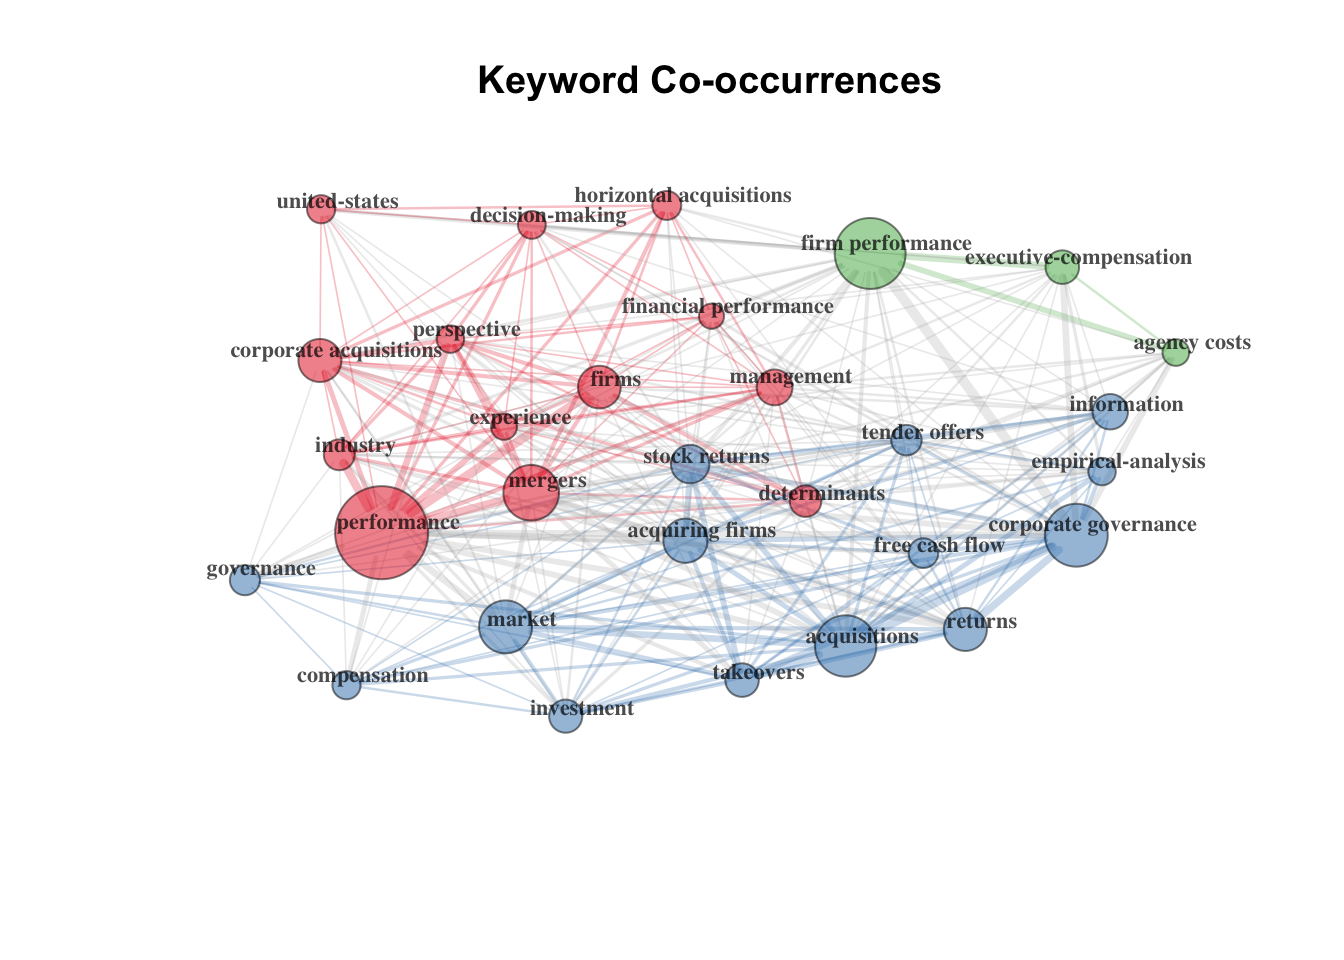 Keyword Co-occurrences
united-states
horizontal acquisitions
decision-making
firm performance
executive-compensation
financial performance
perspective
corporate acquisitions
agency costs
firms
management
information
experience
tender offers
industry
stock returns
empirical-analysis
mergers
determinants
performance
acquiring firms
corporate governance
free cash flow
governance
market
acquisitions
returns
compensation
takeovers
investment